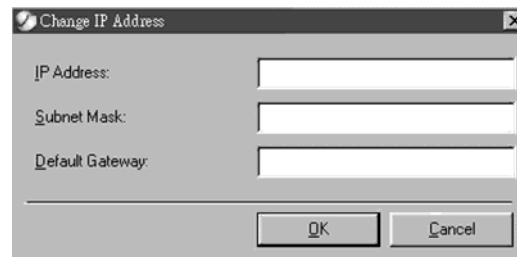 Change IP Address
IP Address:
Subnet Mask:
Default Gateway:
OK
Cancel